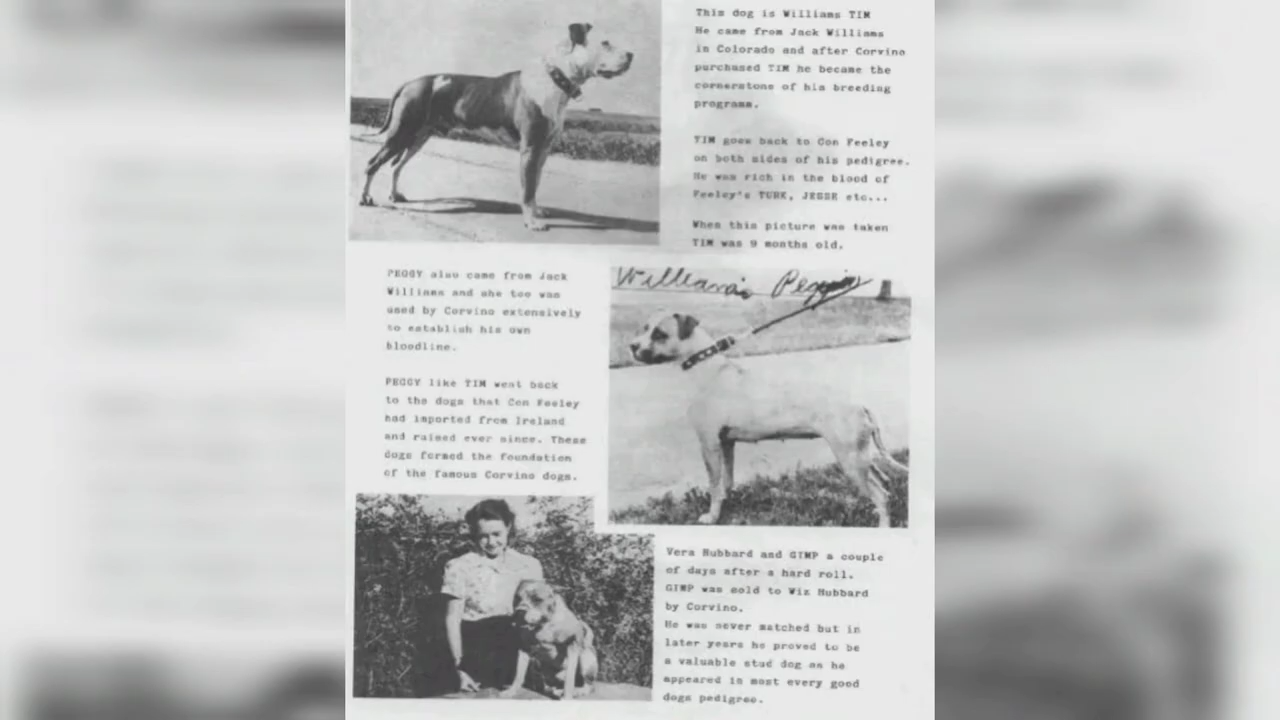 This dog is Williams TIM
He came from Jack Williams
in Colorado and after Corvino
purchased TIM he became the
cornerstone of his breeding
programs.
TIM goes back to Con Feeley
on both sides of his pedigree.
He was rich in the blood of
Feeley's TURK, JESSE etc...
When this picture was taken
TIM was 9 months old.
PEGGY also came from Jack
Williams and she too was
used by Corvino extensively
to establish his own
bloodline.
PEGGY like TIM went back
to the dogs that Con Feeley
had imported from Ireland
and raised ever since. These
dogs formed the foundation
of the famous Corvino dogs.
William's
Vera Hubbard and GIMP a couple
of days after a hard roll.
GIMP was sold to Wiz Hubbard
by Corvino.
He was never matched but in
later years he proved to be
a valuable stud dog as he
appeared in most every good
dogs pedigree.